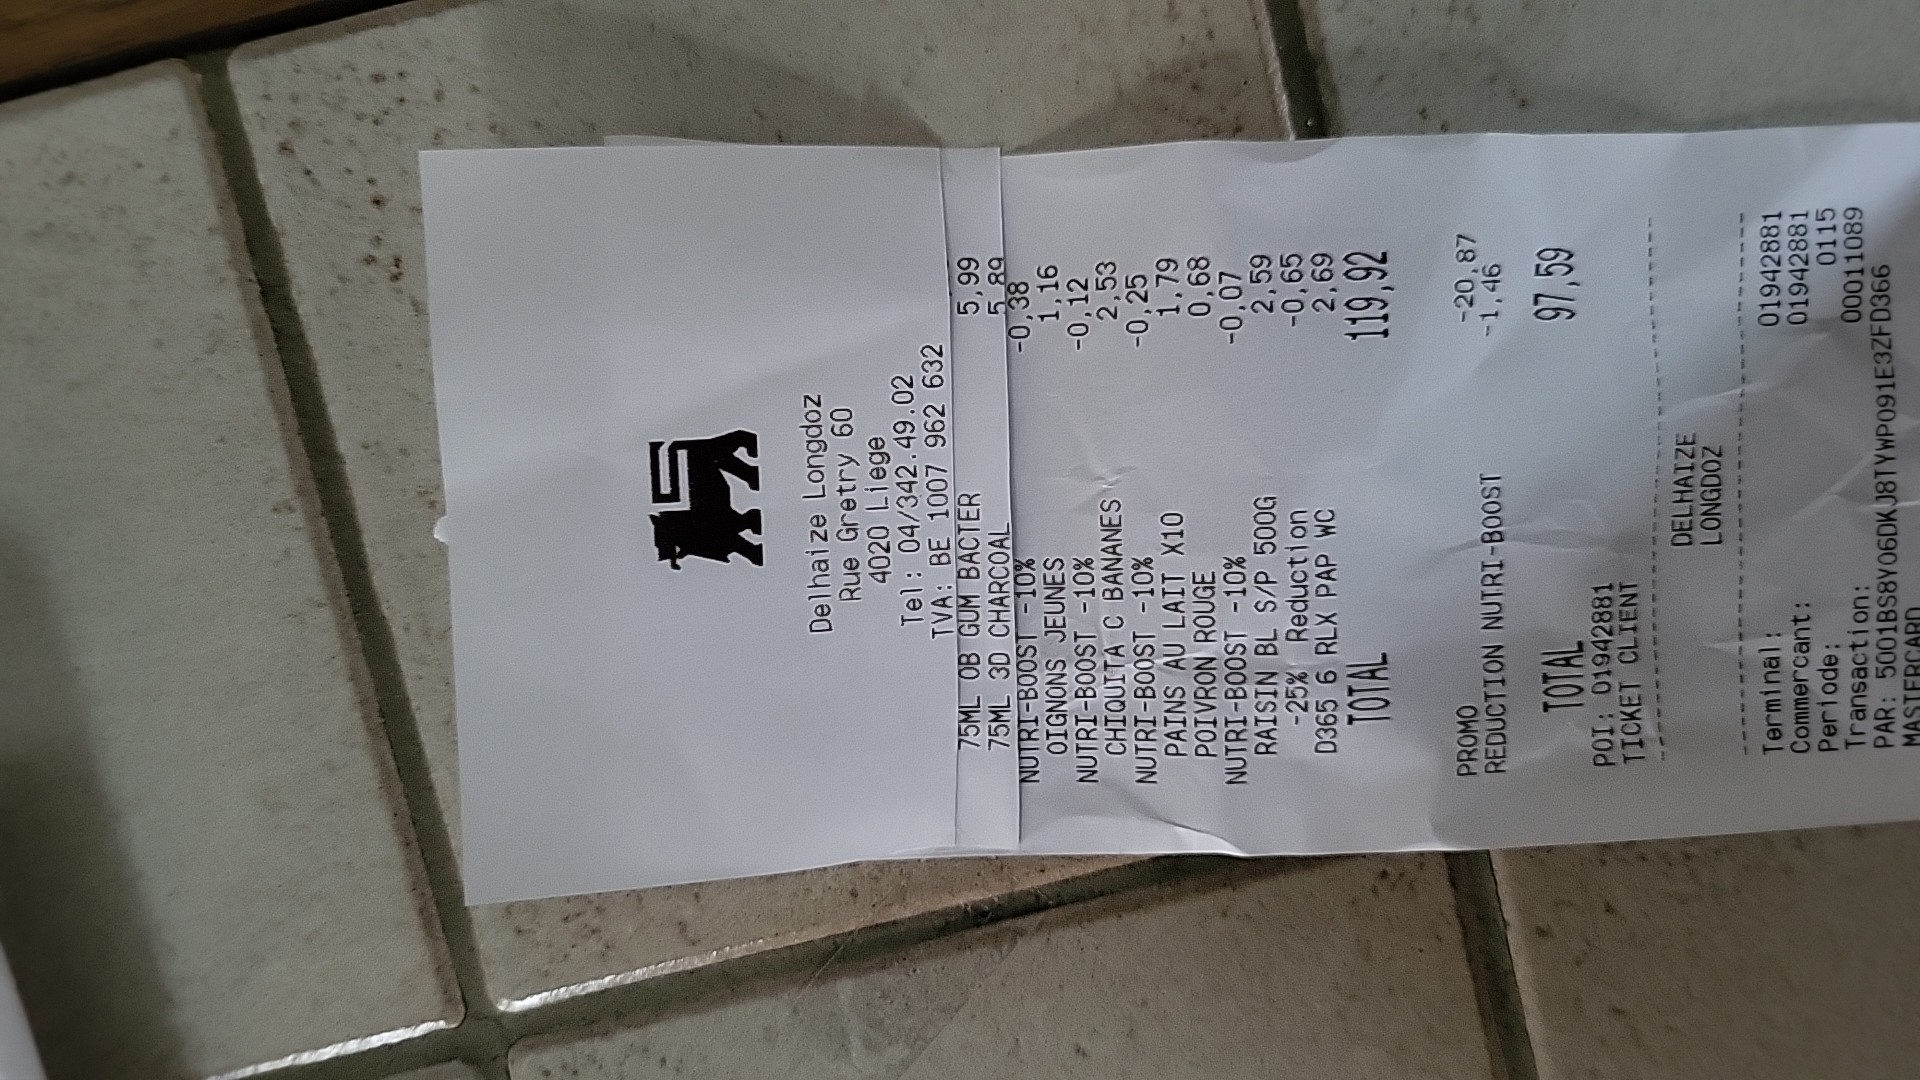 Delhaize Longdoz
Rue Gretry 60
4020 Liege
Tel: 04/342.49.02
TVA: BE 1007 962 632
75ML OB GUM BACTER 5,99
75ML 3D CHARCOAL 5,89
NUTRI-BOOST -10% -0,38
OIGNONS JEUNES 1,16
NUTRI-BOOST -10% -0,12
CHIQUITA C BANANES 2,53
NUTRI-BOOST -10% -0,25
PAINS AU LAIT X10 1,79
POIVRON ROUGE 0,68
NUTRI-BOOST -10% -0,07
RAISIN BL S/P 500G 2,59
-25% Reduction -0,65
D365 6 RLX PAP WC 2,69
TOTAL 119,92
PROMO -20,87
REDUCTION NUTRI-BOOST -1,46
TOTAL 97,59
POI: 01942881
TICKET CLIENT
DELHAIZE
LONGDOZ
Terminal: 01942881
Commercant: 01942881
Periode: 0115
Transaction: 00011089
PAR: 5001BS8Y06DKJ8TYWP091E3ZFD366
MASTERCARD